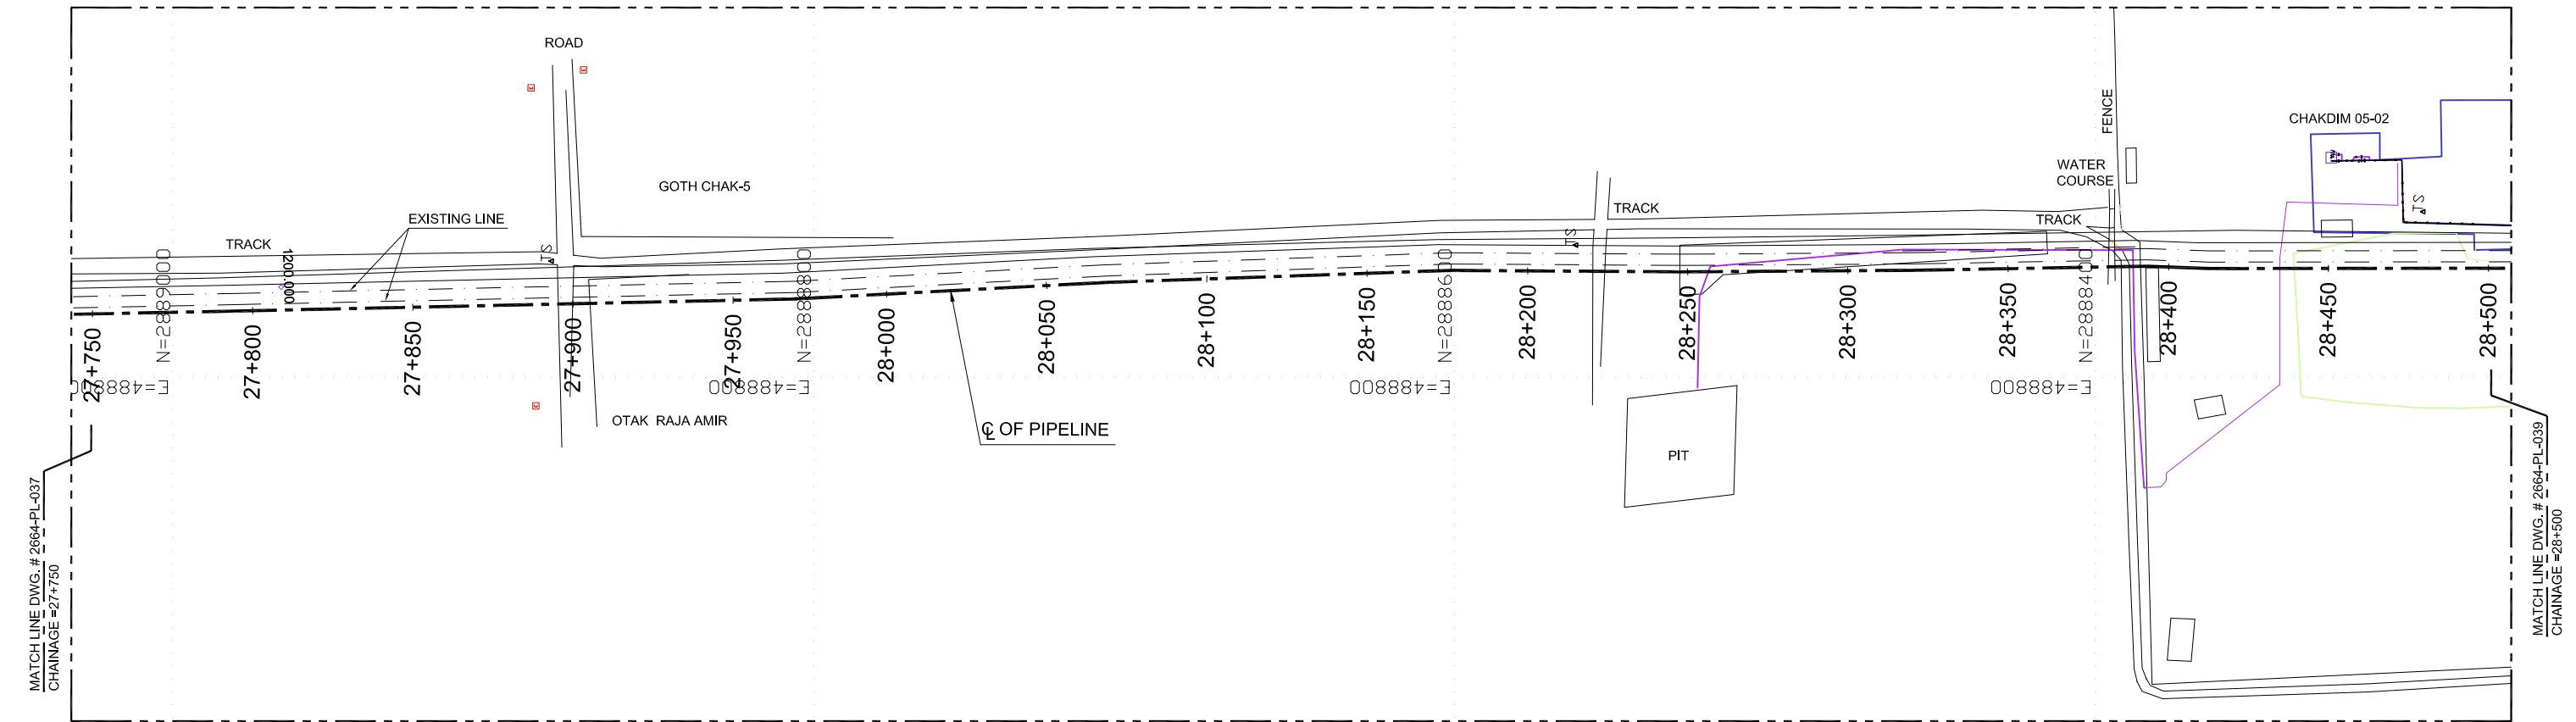 ROAD
GOTH CHAK-5
EXISTING LINE
TRACK
1200.000
TS
TRACK
TS
FENCE
WATER
COURSE
TRACK
CHAKDIM 05-02
TS
N=2889000
N=2888800
N=2888600
N=2888400
27+750
27+800
27+850
27+900
27+950
28+000
28+050
28+100
28+150
28+200
28+250
28+300
28+350
28+400
28+450
28+500
E=488800
E=488800
E=488800
E=488800
OTAK RAJA AMIR
℄ OF PIPELINE
PIT
MATCH LINE DWG. # 2664-PL-037
CHAINAGE =27+750
MATCH LINE DWG. # 2664-PL-039
CHAINAGE =28+500